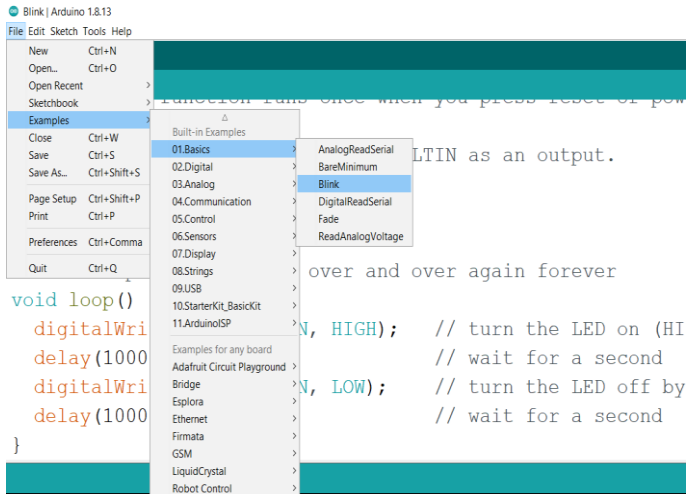 Blink | Arduino 1.8.13
File Edit Sketch Tools Help
New Ctrl+N
Open... Ctrl+O
Open Recent
Sketchbook
Examples
Close Ctrl+W
Save Ctrl+S
Save As... Ctrl+Shift+S
Page Setup Ctrl+Shift+P
Print Ctrl+P
Preferences Ctrl+Comma
Quit Ctrl+Q
Built-in Examples
01.Basics
02.Digital
03.Analog
04.Communication
05.Control
06.Sensors
07.Display
08.Strings
09.USB
10.StarterKit_BasicKit
11.ArduinoISP
Examples for any board
Adafruit Circuit Playground
Bridge
Esplora
Ethernet
Firmata
GSM
LiquidCrystal
Robot Control
AnalogReadSerial
BareMinimum
Blink
DigitalReadSerial
Fade
ReadAnalogVoltage
function runs once when you press reset or pow
LTIN as an output.
over and over again forever
void loop()
digitalWri N, HIGH); // turn the LED on (HI
delay(1000 // wait for a second
digitalWri N, LOW); // turn the LED off by
delay(1000 // wait for a second
}